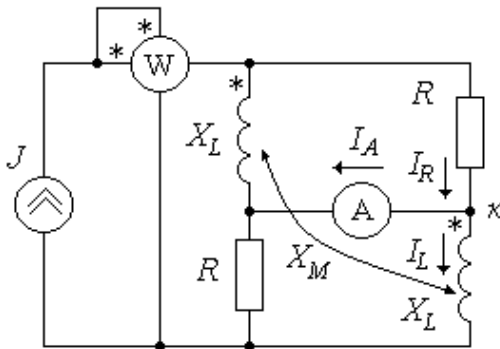 * *
W
* R
X_L I_A I_R
J
A * к
R X_M I_L
X_L